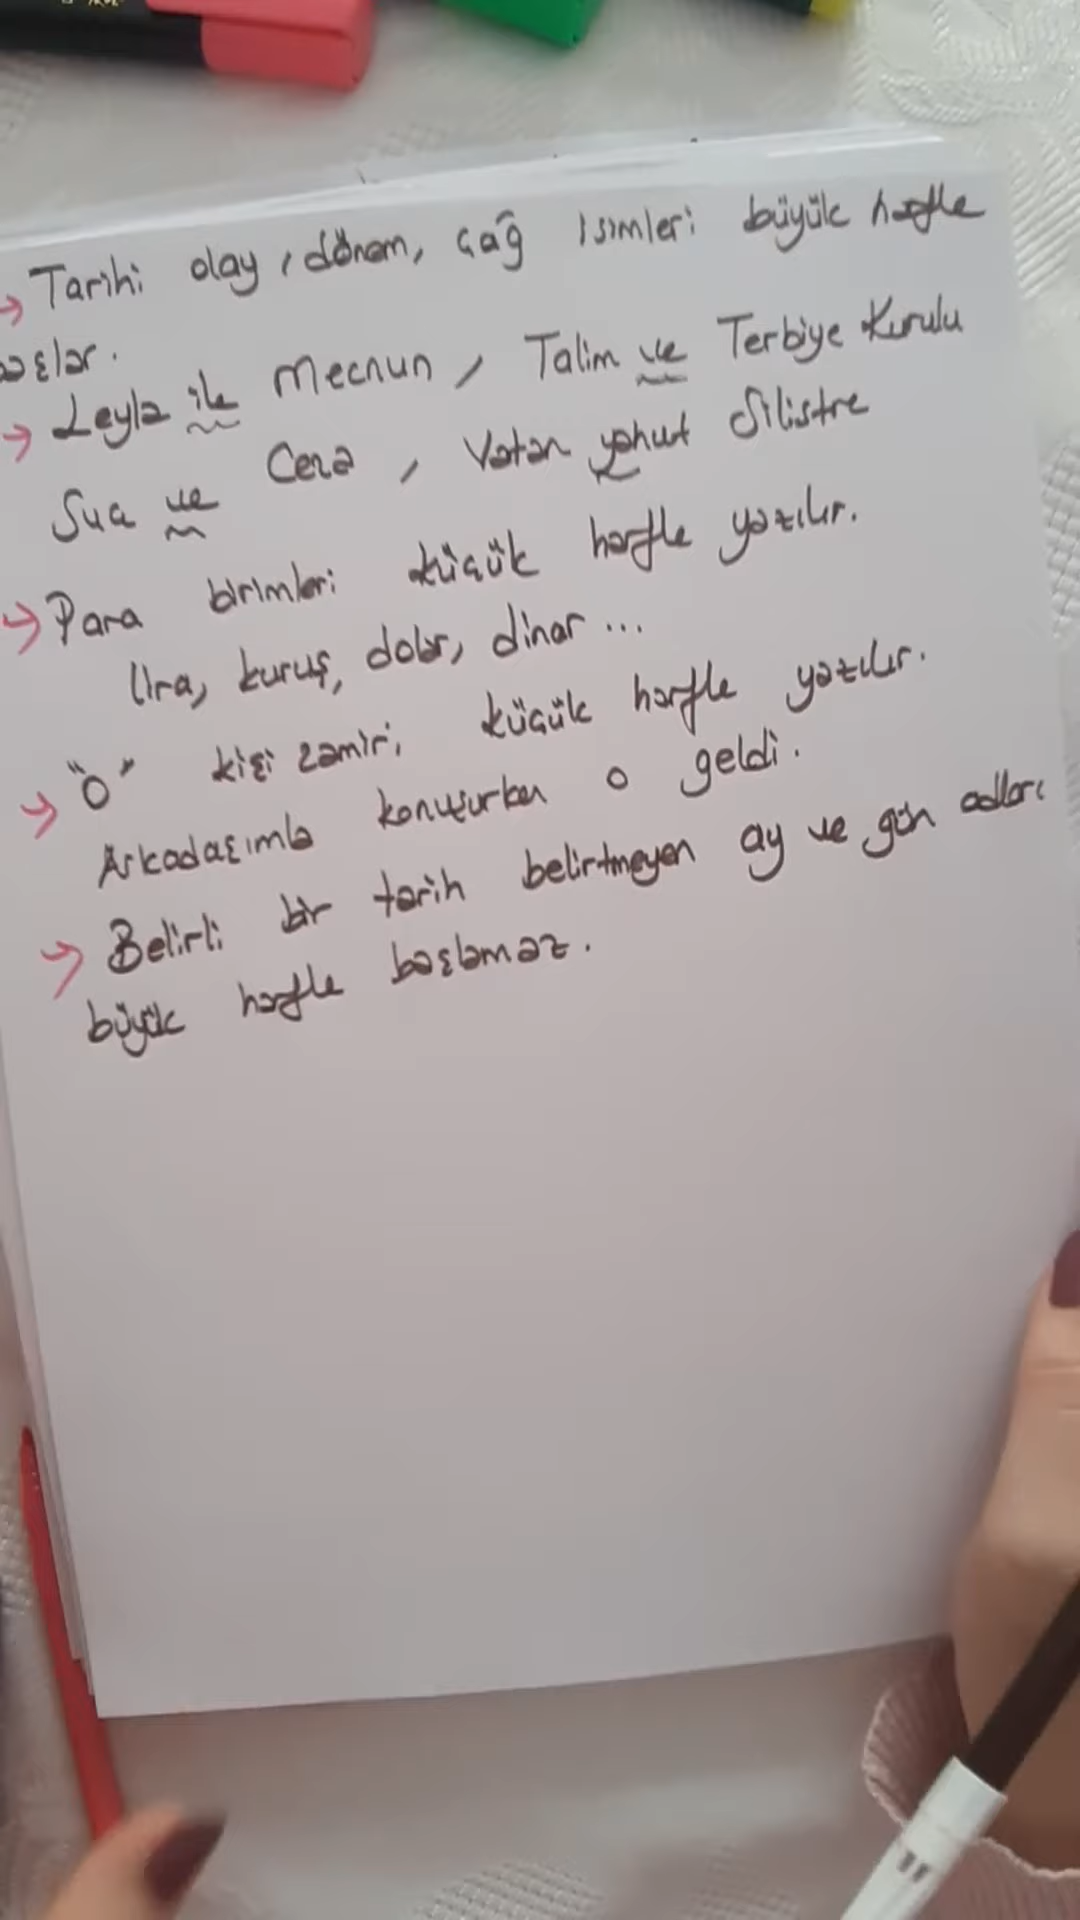 → Tarihi olay, dönem, çağ isimleri büyük harfle
başlar.
→ Leyla ile Mecnun, Talim ve Terbiye Kurulu
Suç ve Ceza, Vatan yahut Silistre
→ Para birimleri küçük harfle yazılır.
lira, kuruş, dolar, dinar ...
→ "O" kişi zamiri küçük harfle yazılır.
Arkadaşımla konuşurken o geldi.
→ Belirli bir tarih belirtmeyen ay ve gün adları
büyük harfle başlamaz.